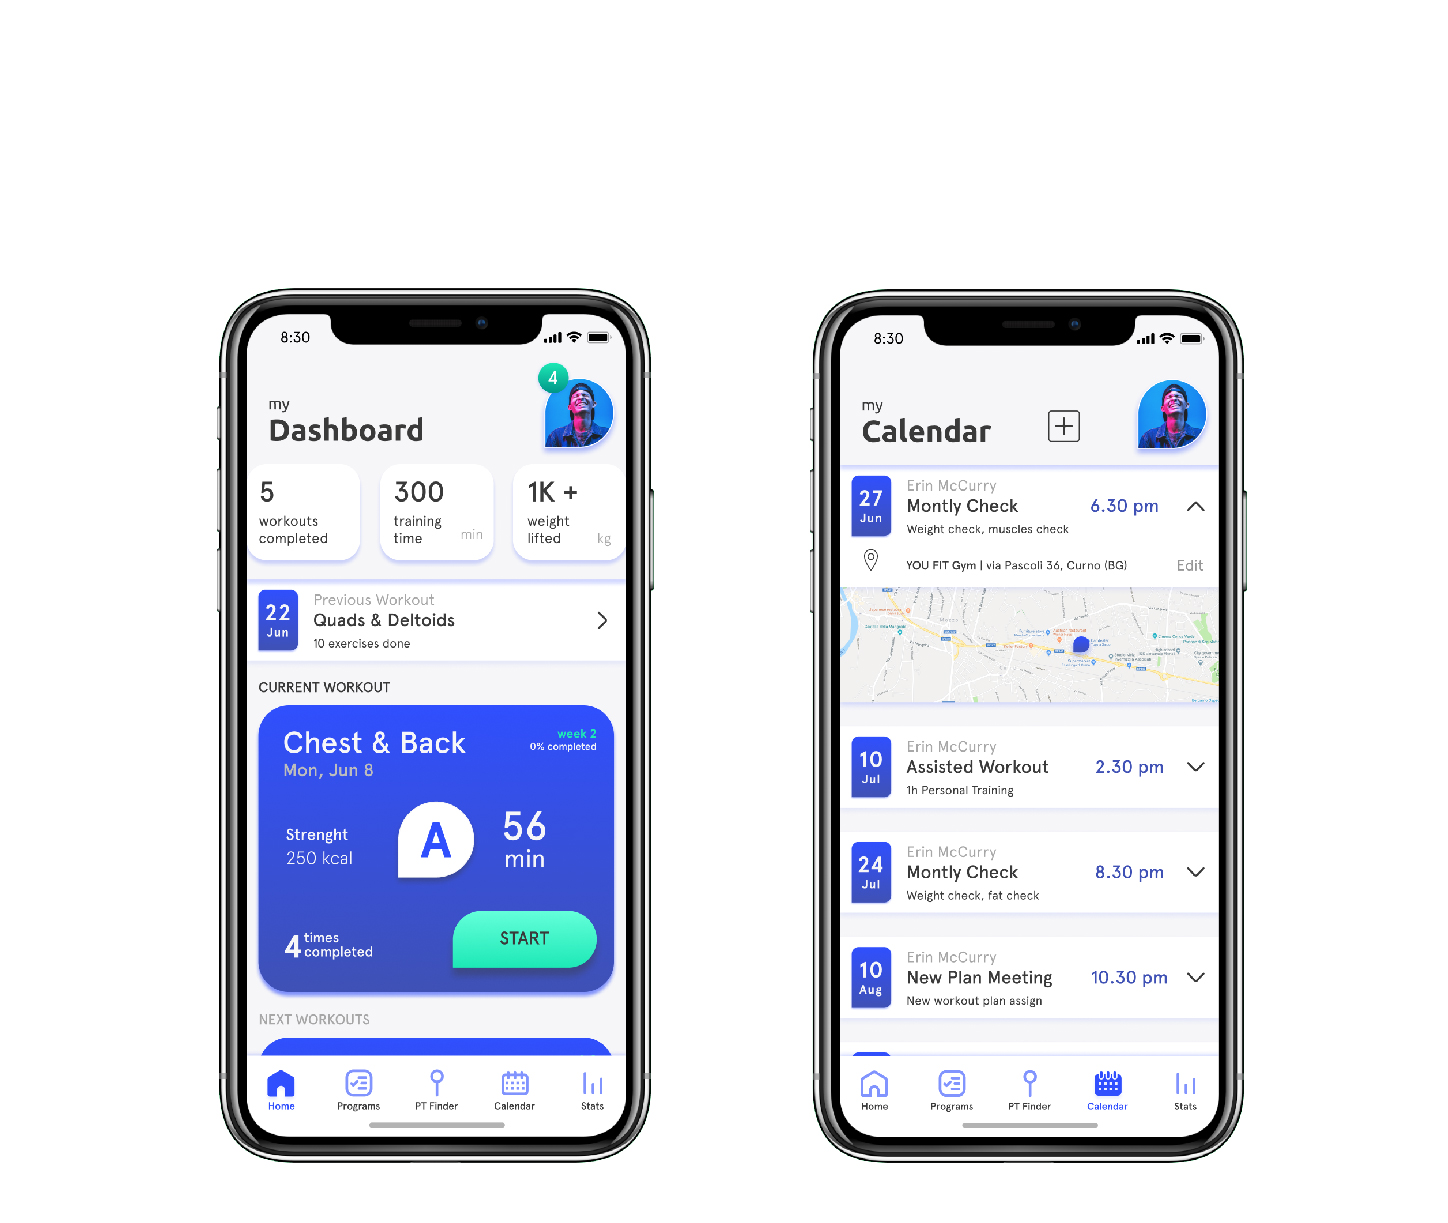 8:30
4
my
Dashboard
5
workouts
completed
300
training
time
min
1K +
weight
lifted
kg
22
Jun
Previous Workout
Quads & Deltoids
10 exercises done
CURRENT WORKOUT
Chest & Back
Mon, Jun 8
week 2
0% completed
Strenght
250 kcal
A
56
min
4 times
completed
START
NEXT WORKOUTS
Home
Programs
PT Finder
Calendar
Stats
8:30
my
Calendar
27
Jun
Erin McCurry
Montly Check
Weight check, muscles check
6.30 pm
YOU FIT Gym | via Pascoli 36, Curno (BG)
Edit
10
Jul
Erin McCurry
Assisted Workout
1h Personal Training
2.30 pm
24
Jul
Erin McCurry
Montly Check
Weight check, fat check
8.30 pm
10
Aug
Erin McCurry
New Plan Meeting
New workout plan assign
10.30 pm
Home
Programs
PT Finder
Calendar
Stats